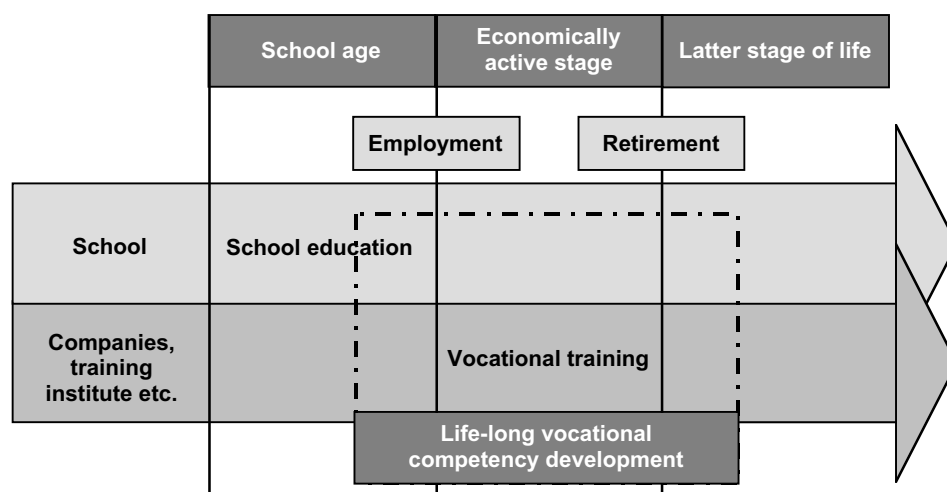 School age
Economically
active stage
Latter stage of life
Employment
Retirement
School
School education
Companies,
training
institute etc.
Vocational training
Life-long vocational
competency development